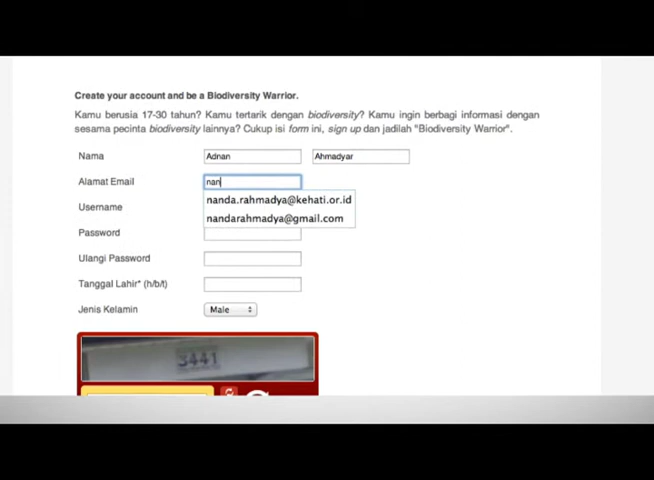 Create your account and be a Biodiversity Warrior.
Kamu berusia 17-30 tahun? Kamu tertarik dengan biodiversity? Kamu ingin berbagi informasi dengan
sesama pecinta biodiversity lainnya? Cukup isi form ini, sign up dan jadilah "Biodiversity Warrior".
Nama Adnan Ahmadyar
Alamat Email nan
nanda.rahmadya@kehati.or.id
Username
nandarahmadya@gmail.com
Password
Ulangi Password
Tanggal Lahir* (h/b/t)
Jenis Kelamin Male
3441